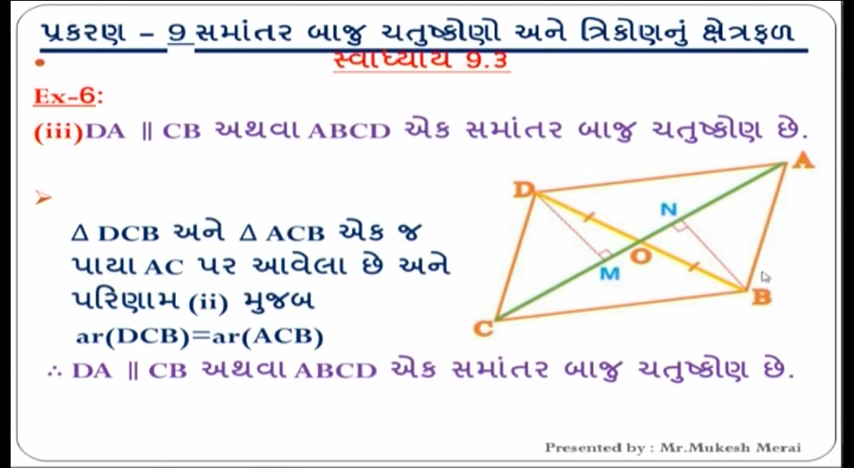 પ્રકરણ – 9 સમાંતર બાજુ ચતુષ્કોણો અને ત્રિકોણનું ક્ષેત્રફળ
સ્વાધ્યાય 9.3
Ex-6:
(iii)DA || CB અથવા ABCD એક સમાંતર બાજુ ચતુષ્કોણ છે.
A
D
N
O
M
B
C
Δ DCB અને Δ ACB એક જ
પાયા AC પર આવેલા છે અને
પરિણામ (ii) મુજબ
ar(DCB)=ar(ACB)
∴ DA || CB અથવા ABCD એક સમાંતર બાજુ ચતુષ્કોણ છે.
Presented by : Mr.Mukesh Merai